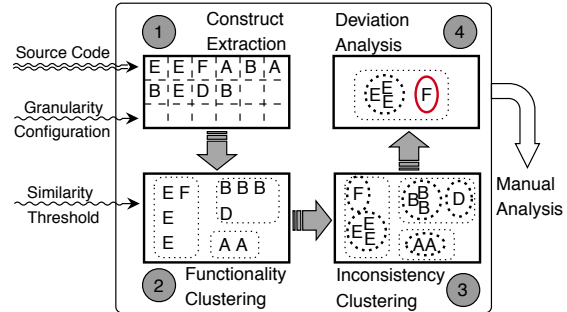 1
Construct
Extraction
Deviation
Analysis
4
Source Code
E E F A B A
B E D B
Granularity
Configuration
E
E E
E
F
Similarity
Threshold
E F
E
E
B B B
D
A A
F
E
E E
E
B
B B
B
D
AA
Manual
Analysis
2
Functionality
Clustering
Inconsistency
Clustering
3